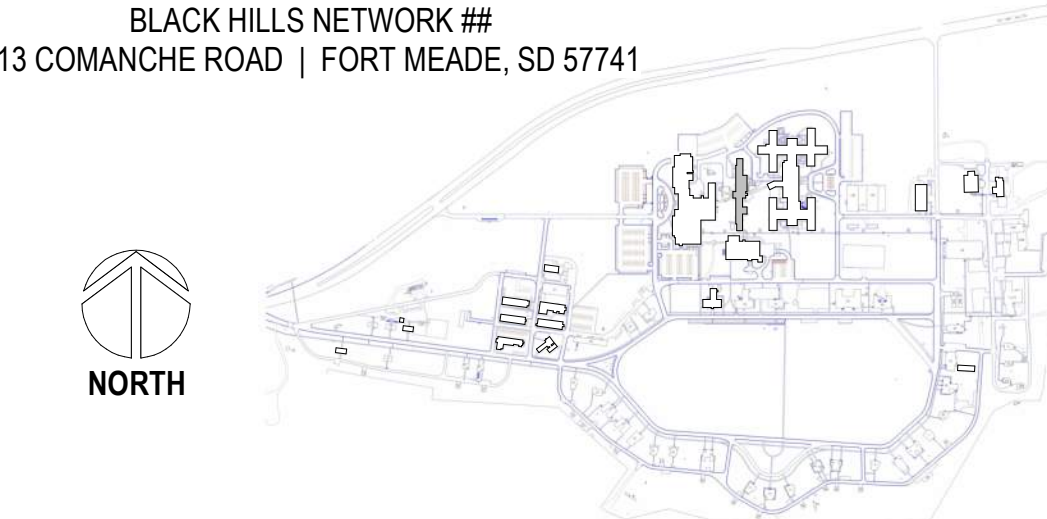 BLACK HILLS NETWORK ##
13 COMANCHE ROAD | FORT MEADE, SD 57741
NORTH